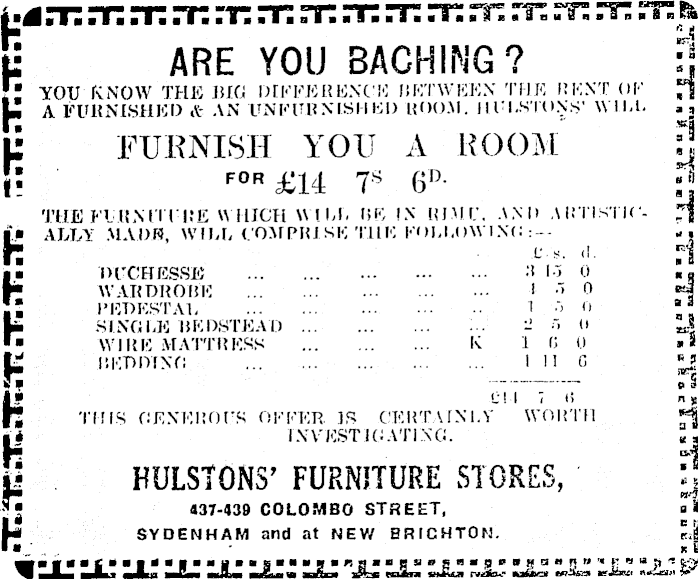 ARE YOU BACHING?
YOU KNOW THE BIG DIFFERENCE BETWEEN THE RENT OF
A FURNISHED & AN UNFURNISHED ROOM. HULSTONS' WILL
FURNISH YOU A ROOM
FOR £14 7S 6D.
THE FURNITURE WHICH WILL BE IN RIMU, AND ARTISTIC-
ALLY MADE, WILL COMPRISE THE FOLLOWING:—
£ s. d.
DUCHESSE ... ... ... ... ... 3 15 0
WARDROBE ... ... ... ... ... 4 5 0
PEDESTAL ... ... ... ... ... 1 5 0
SINGLE BEDSTEAD ... ... ... ... 2 5 0
WIRE MATTRESS ... ... ... K 1 6 0
BEDDING ... ... ... ... ... 1 11 6
£14 7 6
THIS GENEROUS OFFER IS CERTAINLY WORTH
INVESTIGATING.
HULSTONS' FURNITURE STORES,
437-439 COLOMBO STREET,
SYDENHAM and at NEW BRIGHTON.